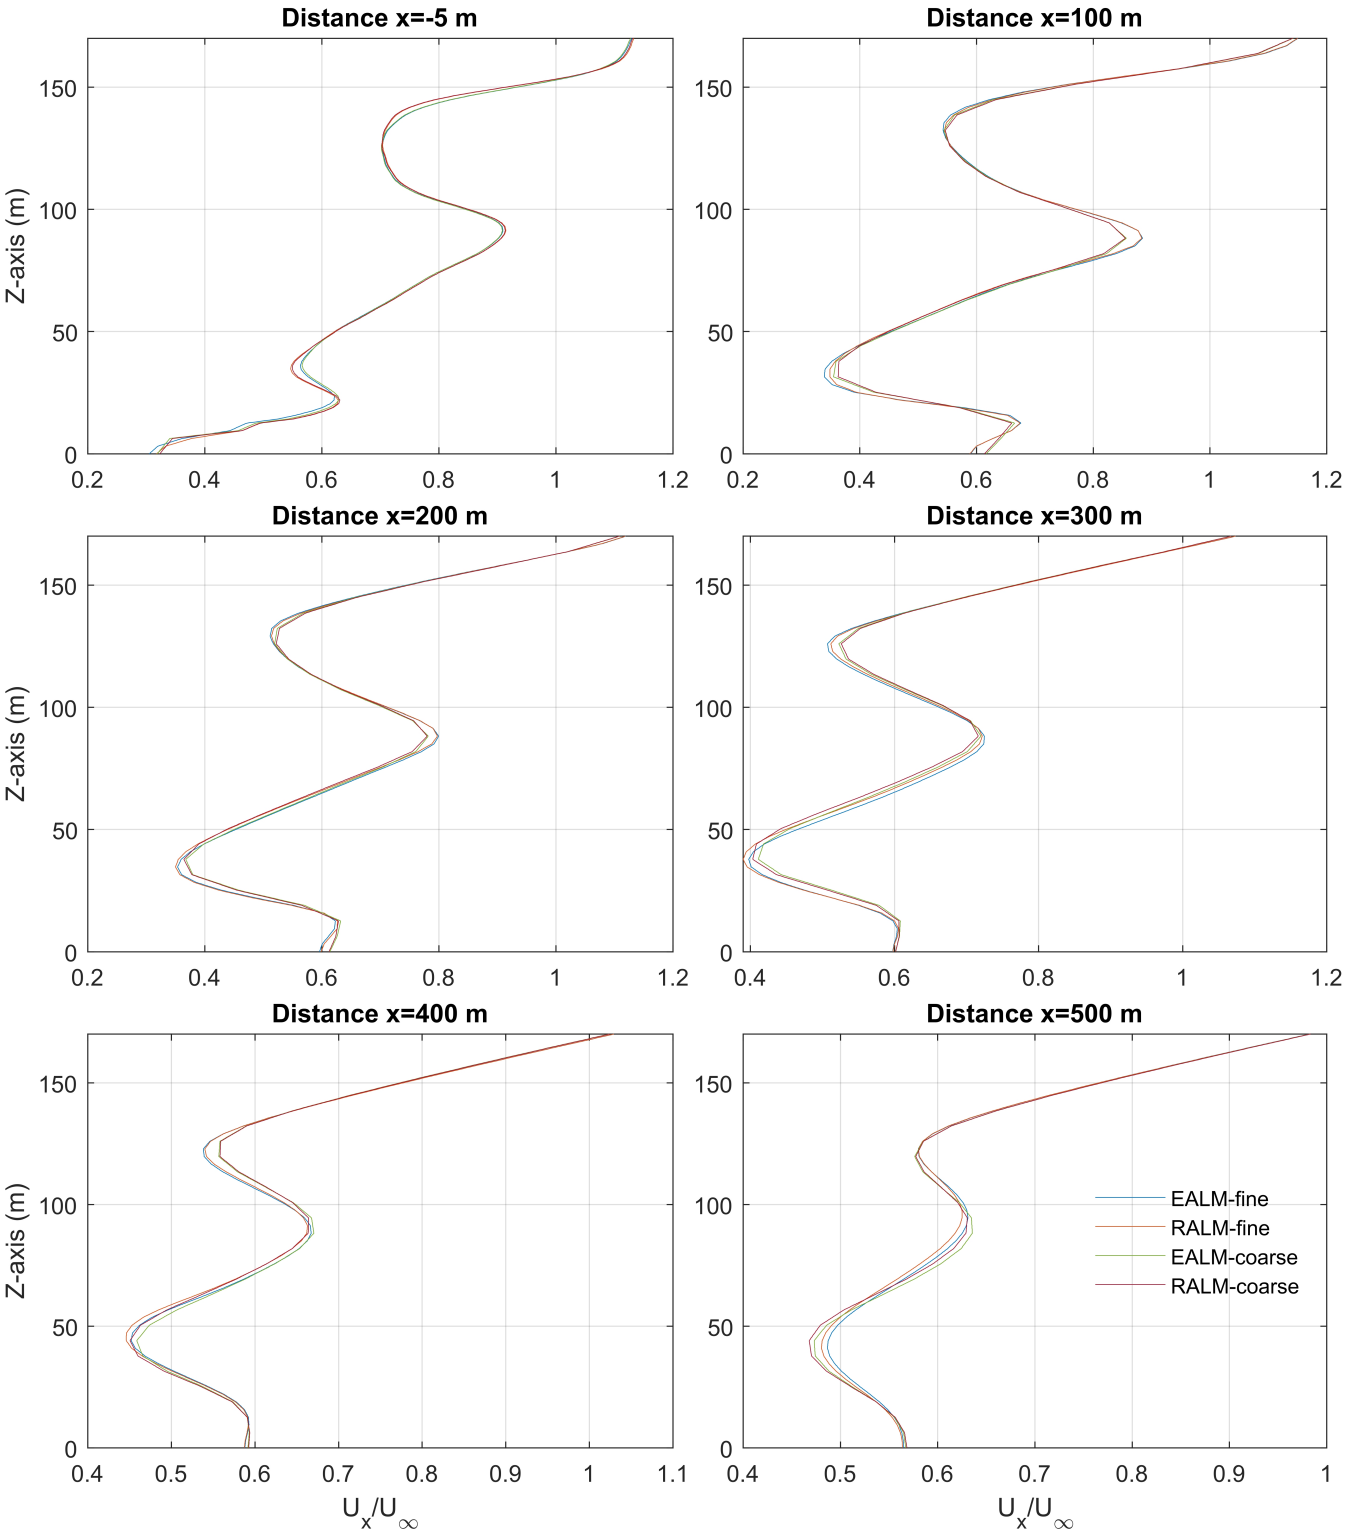 Distance x=-5 m
Z-axis (m)
150
100
50
0
0.2 0.4 0.6 0.8 1 1.2
Distance x=100 m
150
100
50
0
0.2 0.4 0.6 0.8 1 1.2
Distance x=200 m
Z-axis (m)
150
100
50
0
0.2 0.4 0.6 0.8 1 1.2
Distance x=300 m
150
100
50
0
0.4 0.6 0.8 1 1.2
Distance x=400 m
Z-axis (m)
150
100
50
0
0.4 0.5 0.6 0.7 0.8 0.9 1 1.1
Ux/U∞
Distance x=500 m
150
100
50
0
0.4 0.5 0.6 0.7 0.8 0.9 1
Ux/U∞
EALM-fine
RALM-fine
EALM-coarse
RALM-coarse